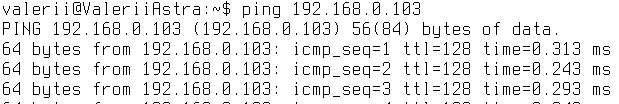 valerii@ValeriiAstra:~$ ping 192.168.0.103
PING 192.168.0.103 (192.168.0.103) 56(84) bytes of data.
64 bytes from 192.168.0.103: icmp_seq=1 ttl=128 time=0.313 ms
64 bytes from 192.168.0.103: icmp_seq=2 ttl=128 time=0.243 ms
64 bytes from 192.168.0.103: icmp_seq=3 ttl=128 time=0.293 ms